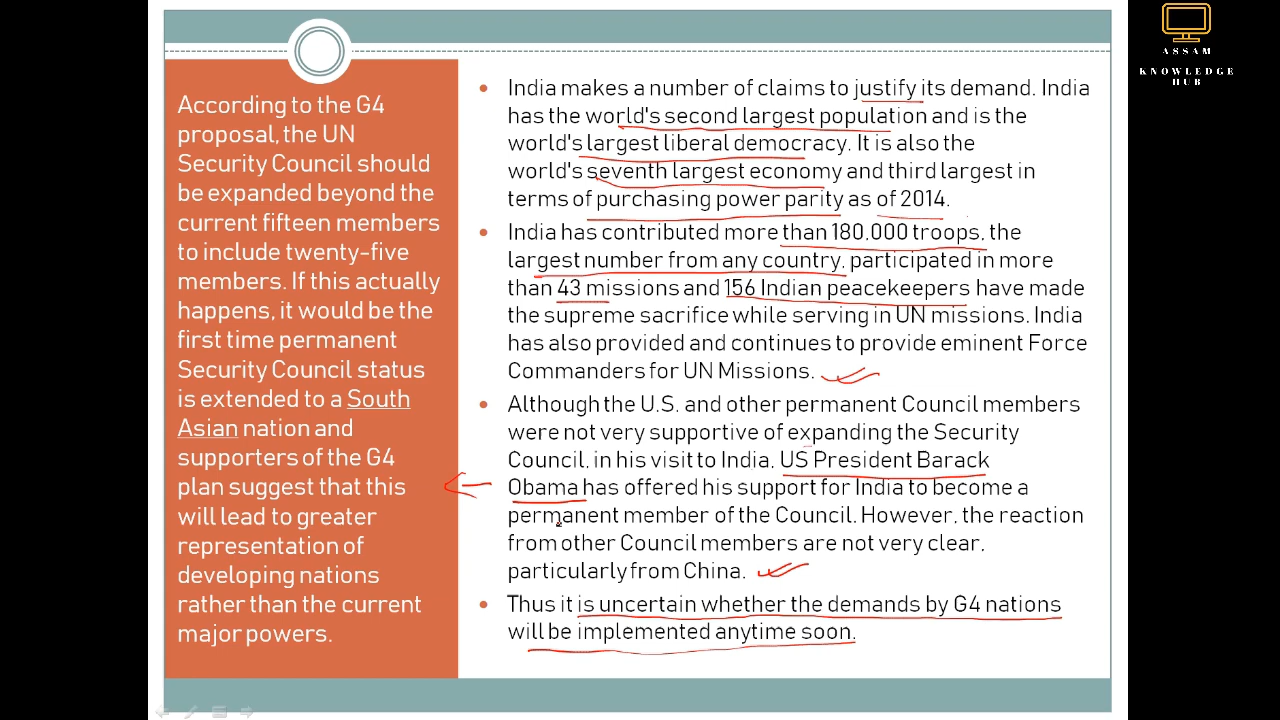 According to the G4
proposal, the UN
Security Council should
be expanded beyond the
current fifteen members
to include twenty-five
members. If this actually
happens, it would be the
first time permanent
Security Council status
is extended to a South
Asian nation and
supporters of the G4
plan suggest that this
will lead to greater
representation of
developing nations
rather than the current
major powers.
India makes a number of claims to justify its demand. India
has the world's second largest population and is the
world's largest liberal democracy. It is also the
world's seventh largest economy and third largest in
terms of purchasing power parity as of 2014.
India has contributed more than 180,000 troops, the
largest number from any country, participated in more
than 43 missions and 156 Indian peacekeepers have made
the supreme sacrifice while serving in UN missions. India
has also provided and continues to provide eminent Force
Commanders for UN Missions.
Although the U.S. and other permanent Council members
were not very supportive of expanding the Security
Council, in his visit to India, US President Barack
Obama has offered his support for India to become a
permanent member of the Council. However, the reaction
from other Council members are not very clear,
particularly from China.
Thus it is uncertain whether the demands by G4 nations
will be implemented anytime soon.
ASSAM
KNOWLEDGE
HUB